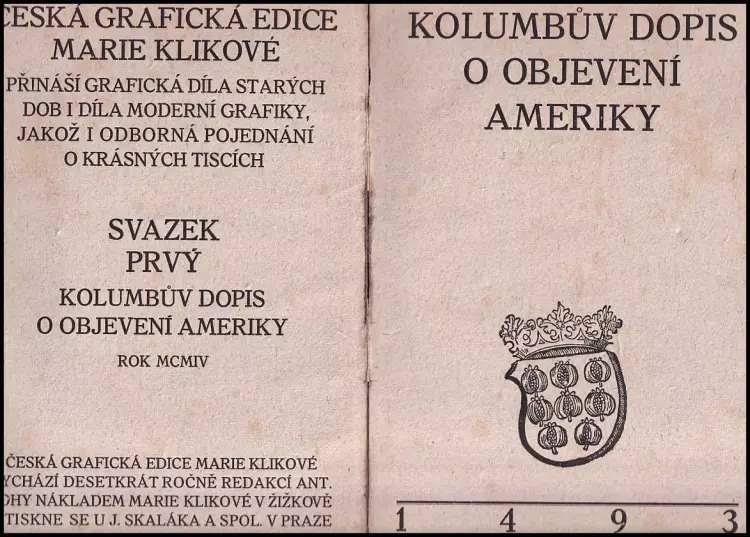 ČESKÁ GRAFICKÁ EDICE
MARIE KLIKOVÉ
PŘINÁŠÍ GRAFICKÁ DÍLA STARÝCH
DOB I DÍLA MODERNÍ GRAFIKY,
JAKOŽ I ODBORNÁ POJEDNÁNÍ
O KRÁSNÝCH TISCÍCH
SVAZEK
PRVÝ
KOLUMBŮV DOPIS
O OBJEVENÍ AMERIKY
ROK MCMIV
ČESKÁ GRAFICKÁ EDICE MARIE KLIKOVÉ
YCHÁZÍ DESETKRÁT ROČNĚ REDAKCÍ ANT.
OHY NÁKLADEM MARIE KLIKOVÉ V ŽIŽKOVĚ
TISKNE SE U J. SKALÁKA A SPOL. V PRAZE
KOLUMBŮV DOPIS
O OBJEVENÍ
AMERIKY
1 4 9 3